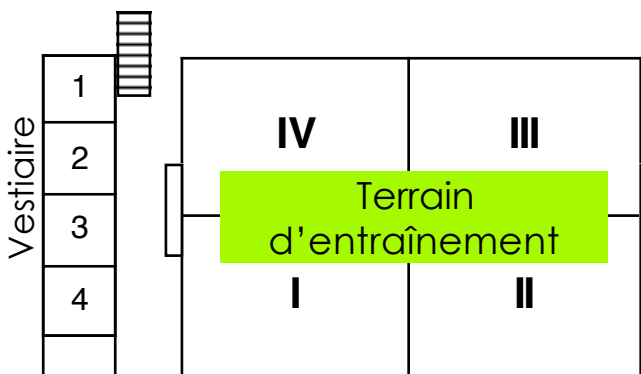 Vestiaire
1
2
3
4
IV
III
Terrain
d'entraînement
I
II